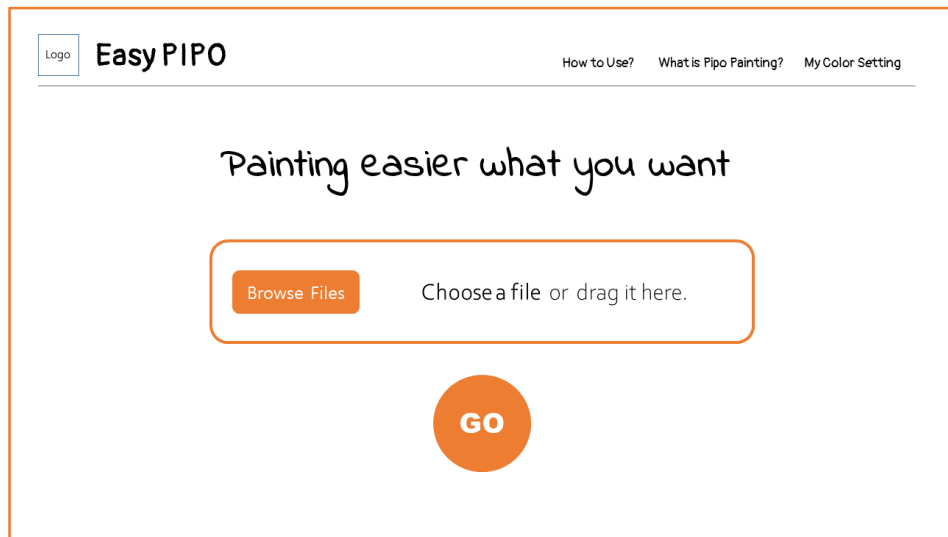 Logo
Easy PIPO
How to Use? What is Pipo Painting? My Color Setting
Painting easier what you want
Browse Files
Choose a file or drag it here.
GO